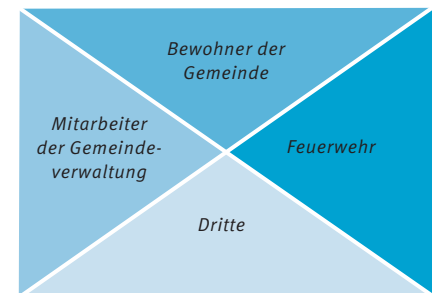 Bewohner der
Gemeinde
Mitarbeiter
der Gemeinde-
verwaltung
Feuerwehr
Dritte